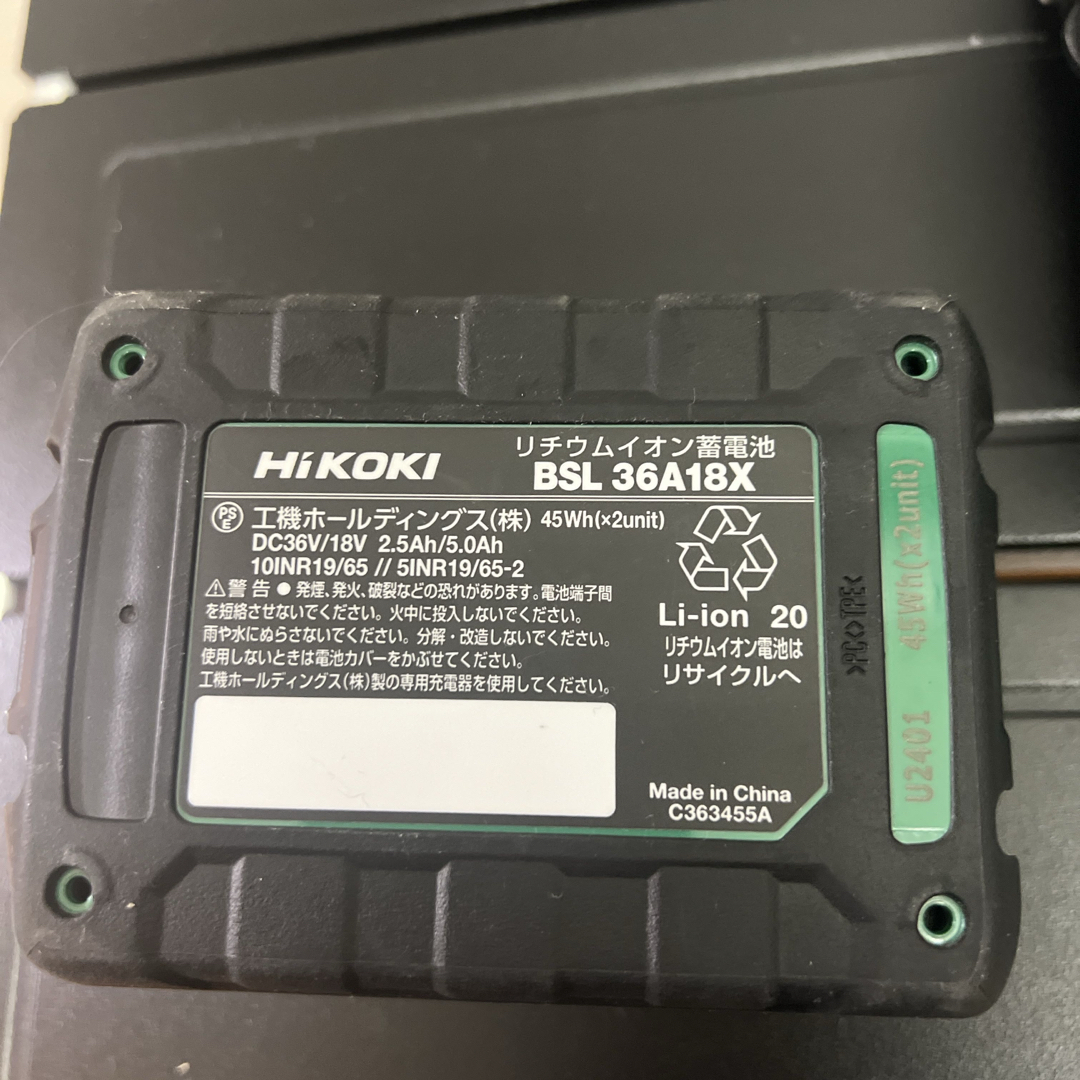 HiKOKI
リチウムイオン蓄電池
BSL 36A18X
PSE 工機ホールディングス(株) 45Wh(×2unit)
DC36V/18V 2.5Ah/5.0Ah
10INR19/65 // 5INR19/65-2
⚠警告 ● 発煙、発火、破裂などの恐れがあります。電池端子間
を短絡させないでください。火中に投入しないでください。
雨や水にぬらさないでください。分解・改造しないでください。
使用しないときは電池カバーをかぶせてください。
工機ホールディングス(株)製の専用充電器を使用してください。
Li-ion 20
リチウムイオン電池は
リサイクルへ
Made in China
C363455A
>PC<>TPE<
U2401 45Wh(x2unit)